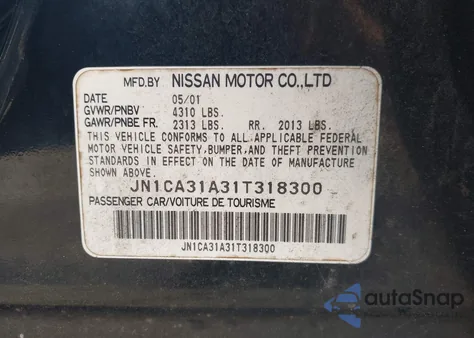 MFD.BY NISSAN MOTOR CO.,LTD
DATE 05/01
GVWR/PNBV 4310 LBS.
GAWR/PNBE FR. 2313 LBS. RR. 2013 LBS.
THIS VEHICLE CONFORMS TO ALL APPLICABLE FEDERAL
MOTOR VEHICLE SAFETY, BUMPER, AND THEFT PREVENTION
STANDARDS IN EFFECT ON THE DATE OF MANUFACTURE
SHOWN ABOVE.
JN1CA31A31T318300
PASSENGER CAR/VOITURE DE TOURISME
JN1CA31A31T318300
autoSnap